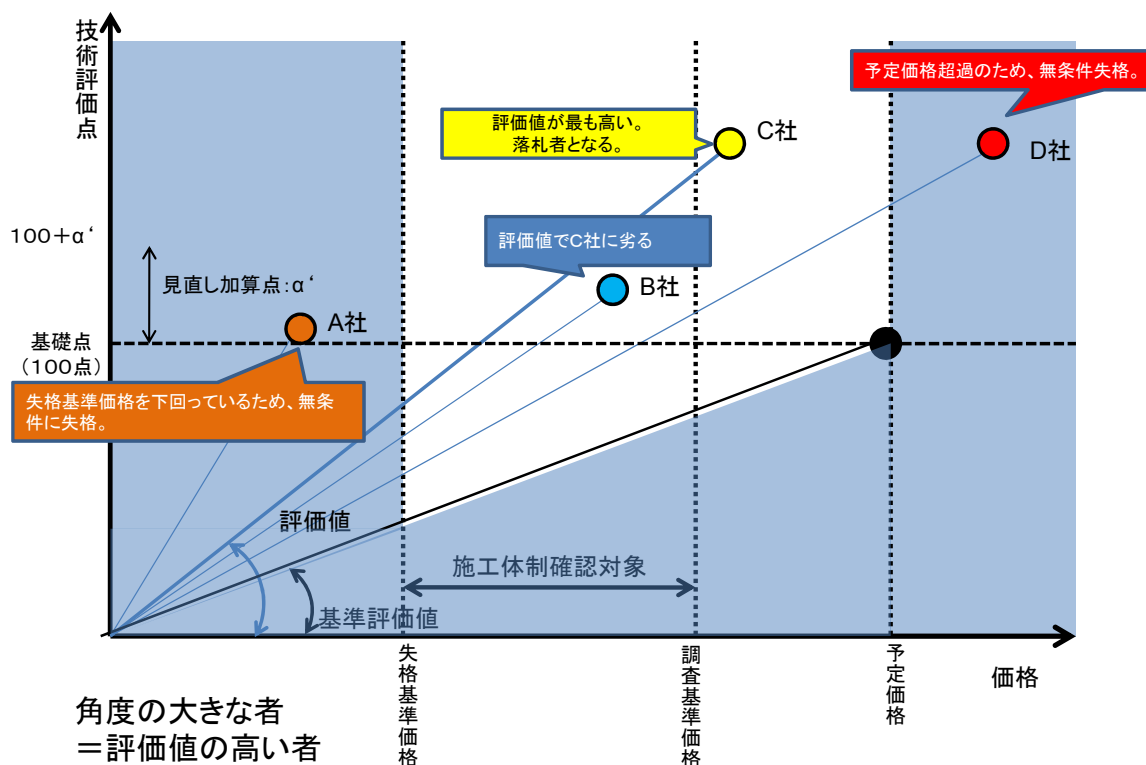 技術評価点
予定価格超過のため、無条件失格。
評価値が最も高い。
落札者となる。
C社
D社
100+α‘
評価値でC社に劣る
見直し加算点:α‘
B社
A社
基礎点
(100点)
失格基準価格を下回っているため、無条
件に失格。
評価値
施工体制確認対象
基準評価値
失格基準価格
調査基準価格
予定価格
価格
角度の大きな者
=評価値の高い者